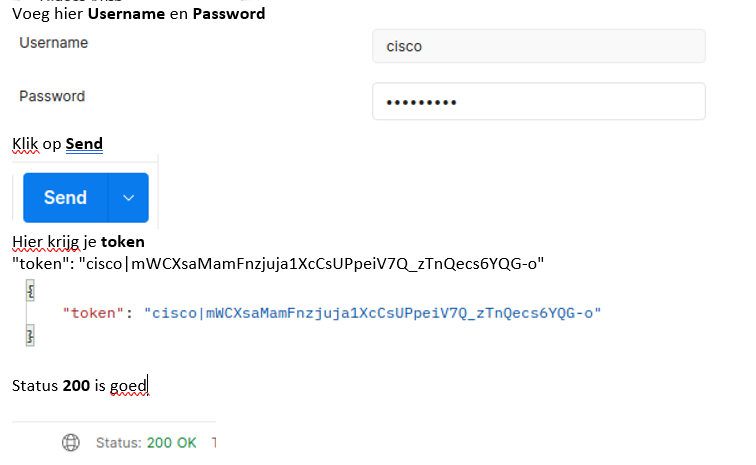 Voeg hier Username en Password
Username
cisco
Password
•••••••••
Klik op Send
Send
Hier krijg je token
"token": "cisco|mWCXsaMamFnzjuja1XcCsUPpeiV7Q_zTnQecs6YQG-o"
{
"token": "cisco|mWCXsaMamFnzjuja1XcCsUPpeiV7Q_zTnQecs6YQG-o"
}
Status 200 is goed
Status: 200 OK